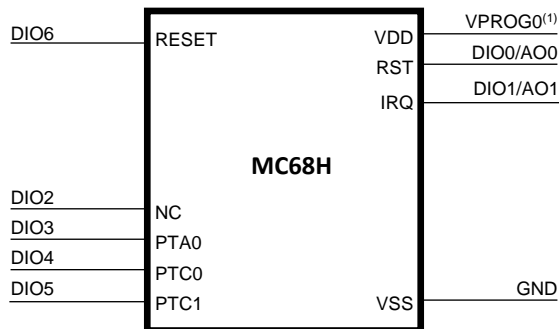 DIO6 RESET VDD VPROG0(1)
RST DIO0/AO0
IRQ DIO1/AO1
MC68H
DIO2 NC
DIO3 PTA0
DIO4 PTC0
DIO5 PTC1 VSS GND